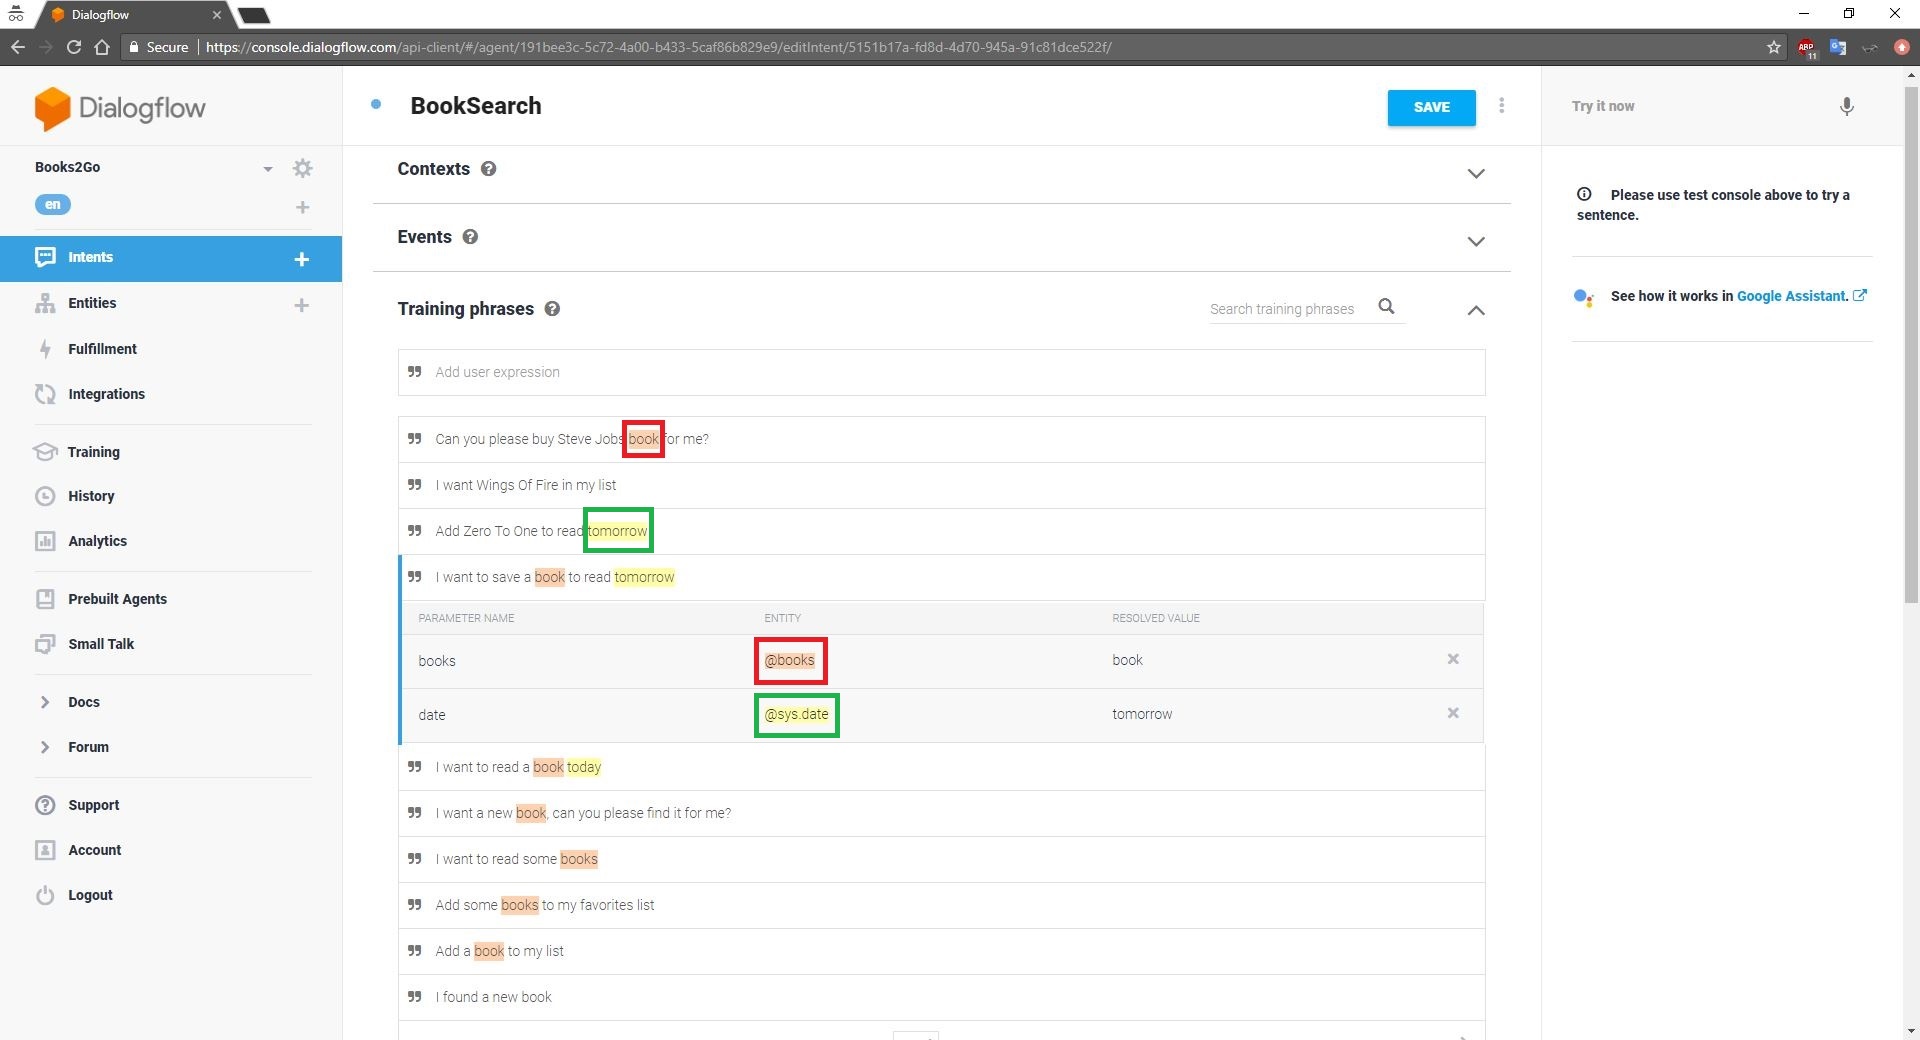 Dialogflow
Secure https://console.dialogflow.com/api-client/#/agent/191bee3c-5c72-4a00-b433-5caf86b829e9/editIntent/5151b17a-fd8d-4d70-945a-91c81dce522f/
ABP
11
Dialogflow
BookSearch
SAVE
Try it now
Books2Go
en
Intents
Entities
Fulfillment
Integrations
Training
History
Analytics
Prebuilt Agents
Small Talk
Docs
Forum
Support
Account
Logout
Contexts
Events
Training phrases
Search training phrases
Add user expression
Can you please buy Steve Jobs book for me?
I want Wings Of Fire in my list
Add Zero To One to read tomorrow
I want to save a book to read tomorrow
PARAMETER NAME ENTITY RESOLVED VALUE
books @books book
date @sys.date tomorrow
I want to read a book today
I want a new book, can you please find it for me?
I want to read some books
Add some books to my favorites list
Add a book to my list
I found a new book
Please use test console above to try a
sentence.
See how it works in Google Assistant.